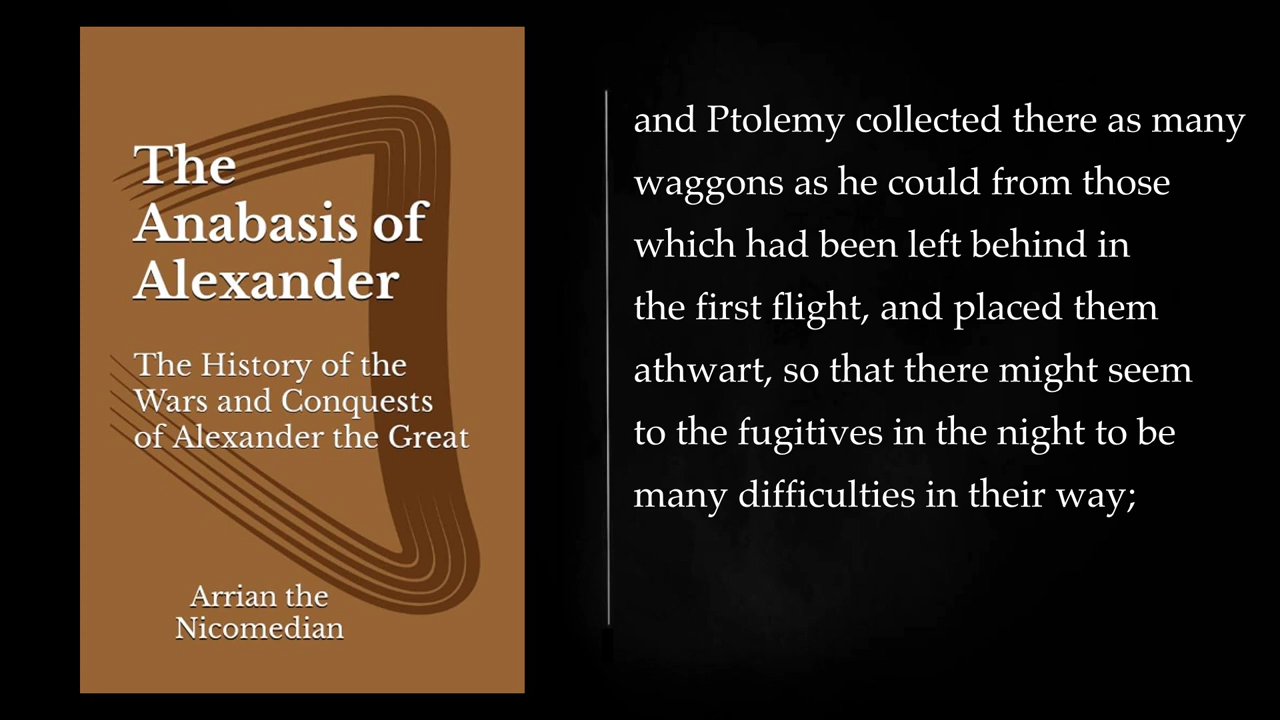 The
Anabasis of
Alexander
The History of the
Wars and Conquests
of Alexander the Great
Arrian the
Nicomedian
and Ptolemy collected there as many
waggons as he could from those
which had been left behind in
the first flight, and placed them
athwart, so that there might seem
to the fugitives in the night to be
many difficulties in their way;